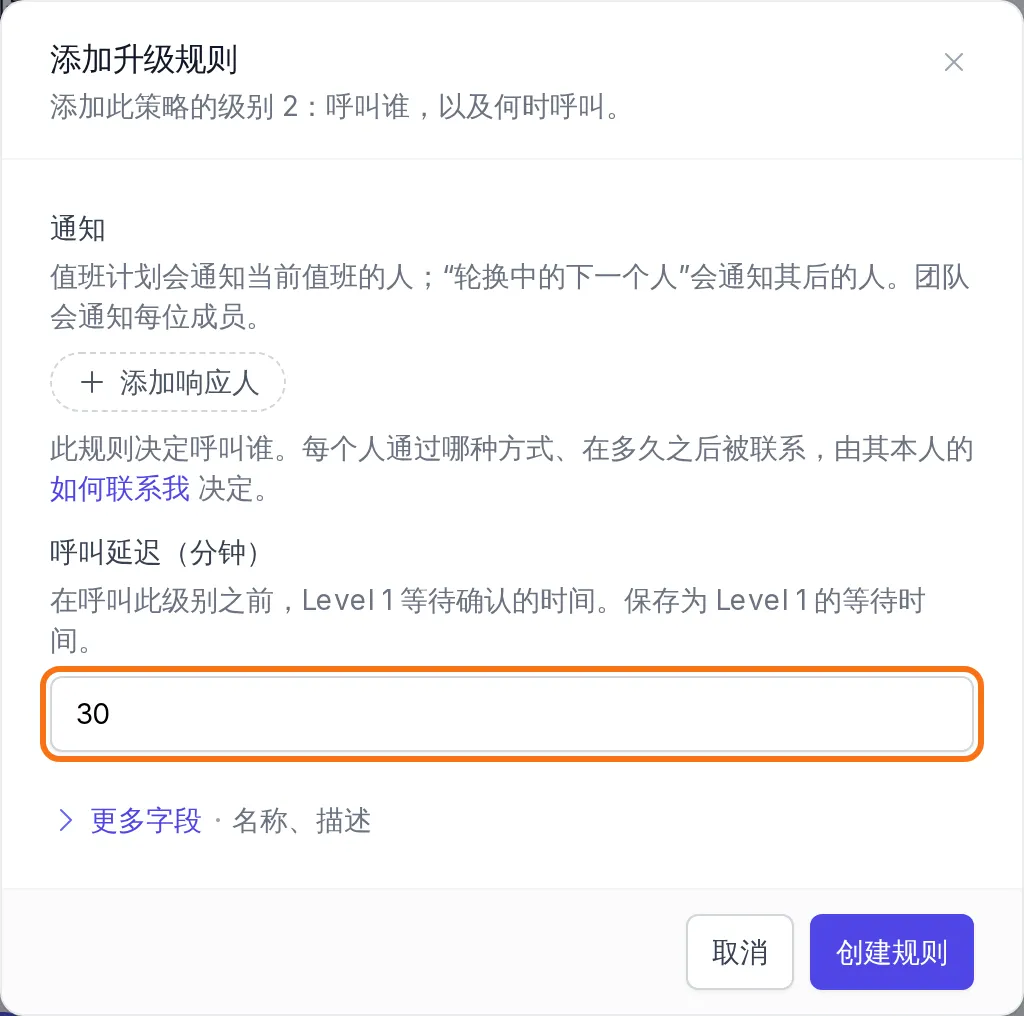 添加升级规则
添加此策略的级别 2：呼叫谁，以及何时呼叫。
通知
值班计划会通知当前值班的人；“轮换中的下一个人”会通知其后的人。团队
会通知每位成员。
添加响应人
此规则决定呼叫谁。每个人通过哪种方式、在多久之后被联系，由其本人的
如何联系我 决定。
呼叫延迟（分钟）
在呼叫此级别之前，Level 1 等待确认的时间。保存为 Level 1 的等待时
间。
30
更多字段 · 名称、描述
取消
创建规则